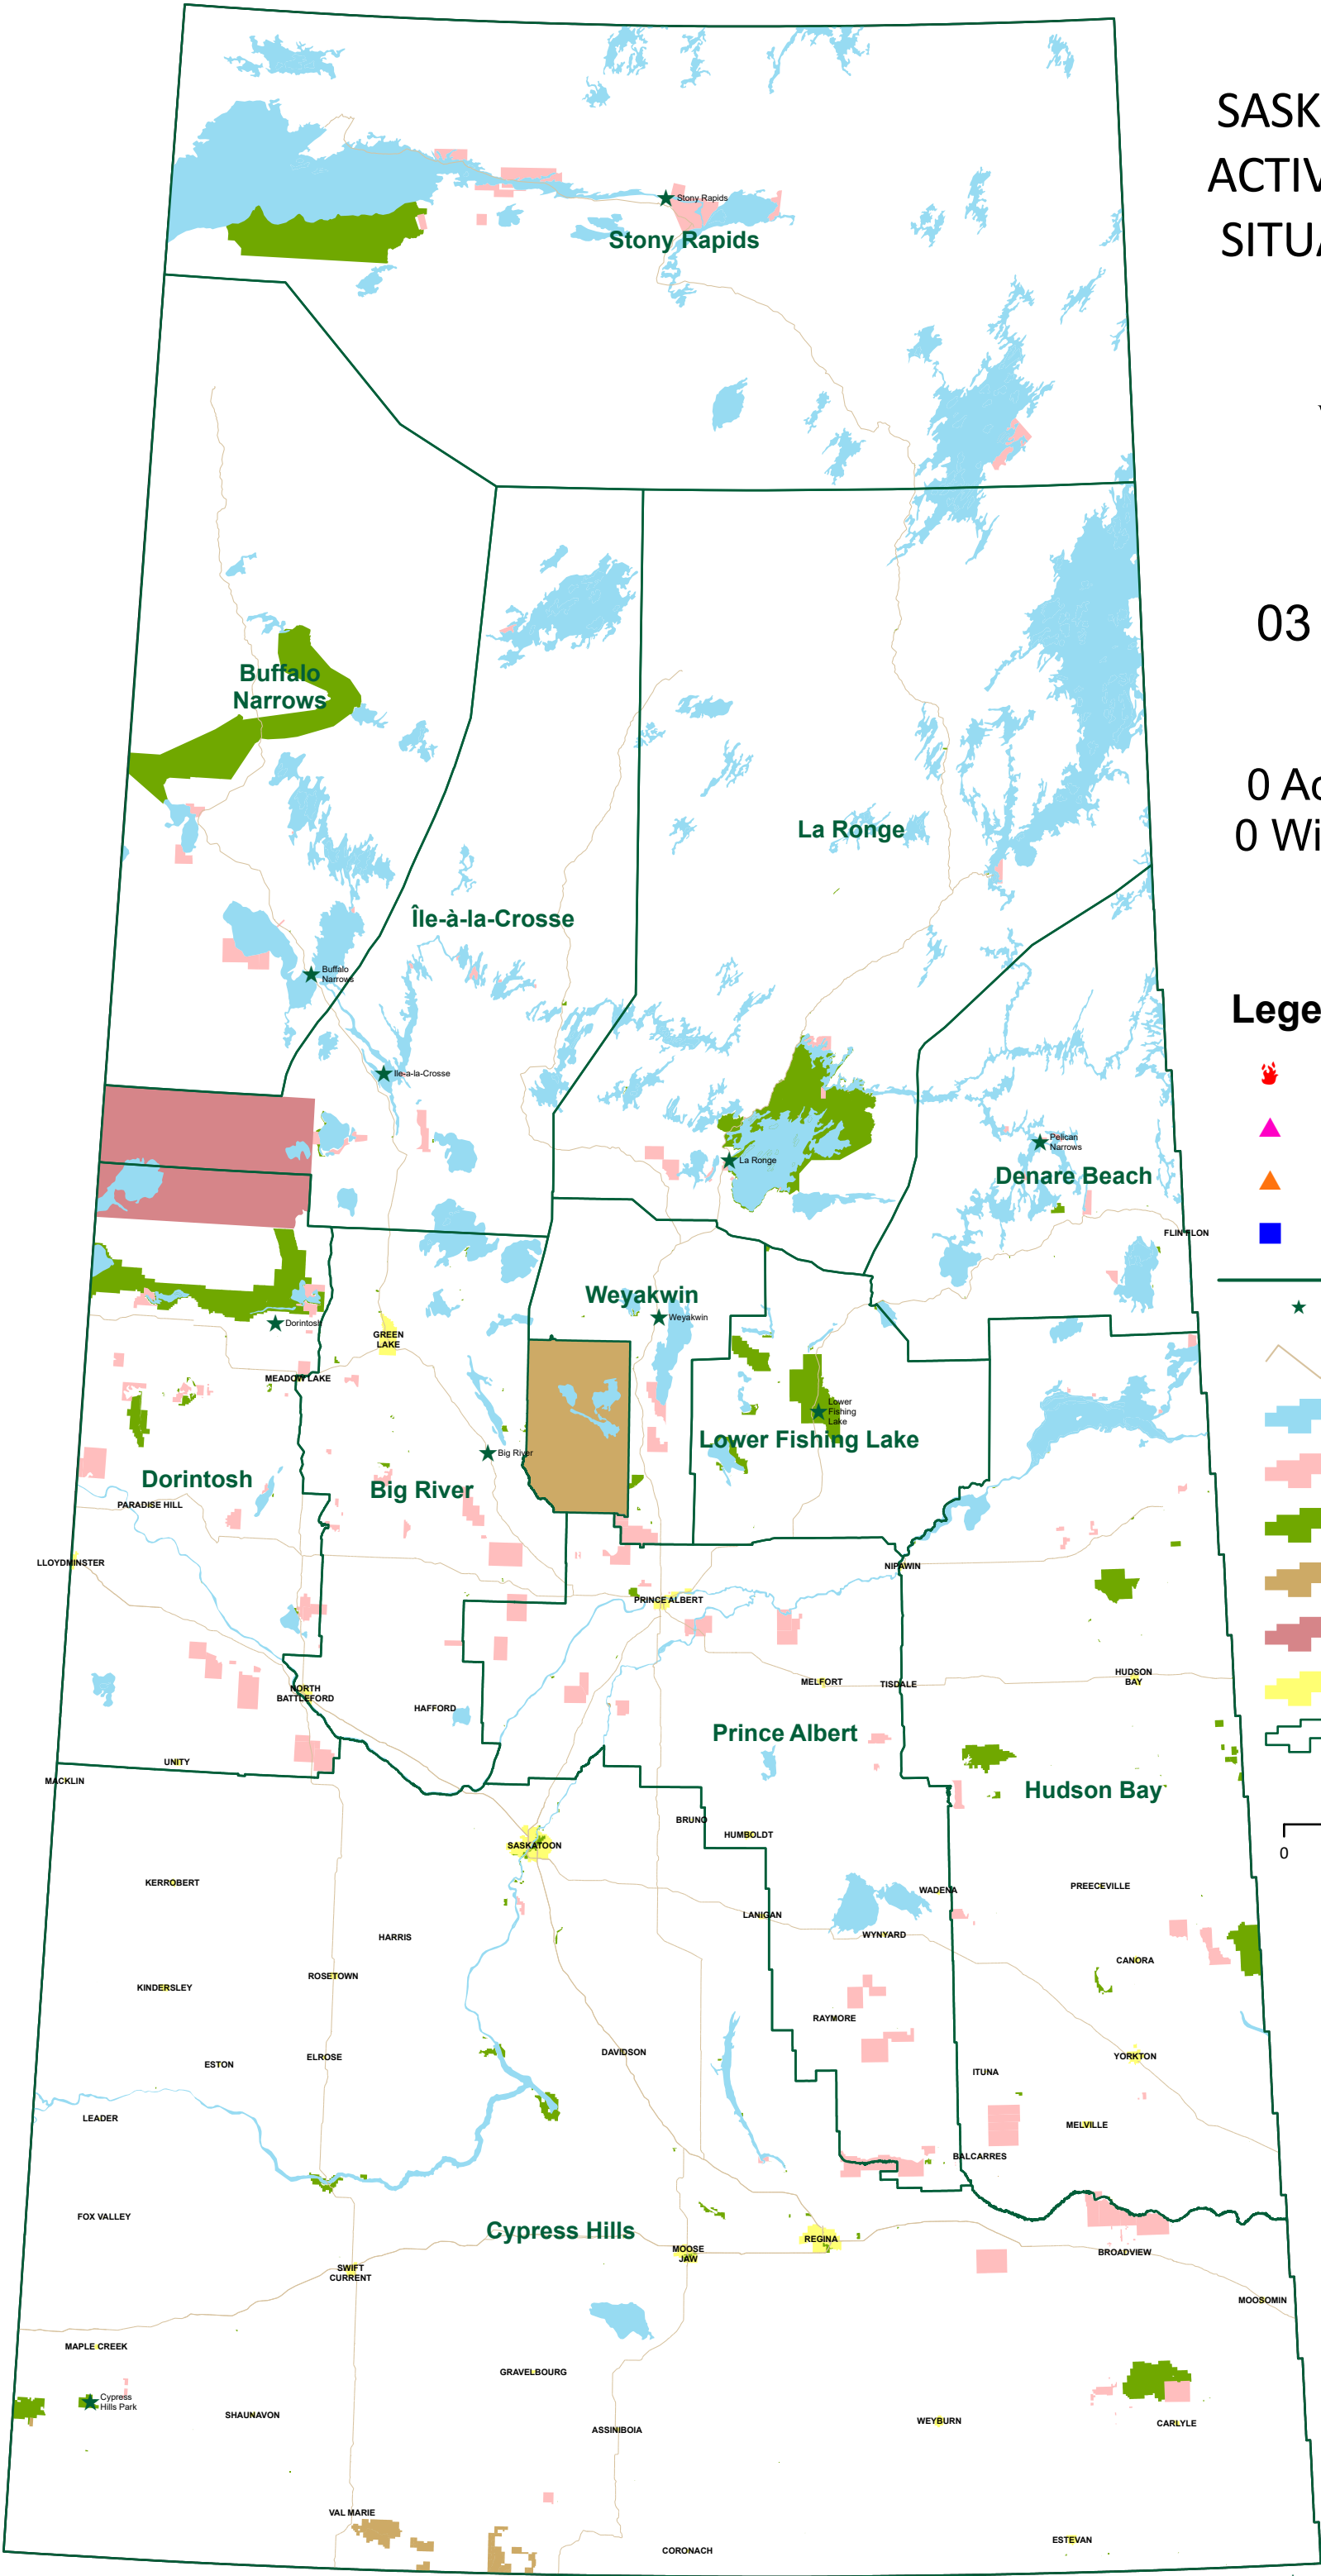 SASK
ACTIV
SITUA
Stony Rapids
Stony Rapids
03
Buffalo
Narrows
0 Ac
0 Wi
La Ronge
Île-à-la-Crosse
Buffalo
Narrows
Lege
Ile-a-la-Crosse
Pelican
Narrows
La Ronge
Denare Beach
FLIN FLON
Weyakwin
Weyakwin
Dorintosh
GREEN
LAKE
MEADOW LAKE
Lower
Fishing
Lake
Lower Fishing Lake
Big River
Dorintosh
Big River
PARADISE HILL
LLOYDMINSTER
NIPAWIN
PRINCE ALBERT
HUDSON
BAY
MELFORT
TISDALE
NORTH
BATTLEFORD
HAFFORD
Prince Albert
UNITY
MACKLIN
Hudson Bay
BRUNO
HUMBOLDT
SASKATOON
0
KERROBERT
WADENA
PREECEVILLE
LANIGAN
WYNYARD
HARRIS
CANORA
ROSETOWN
KINDERSLEY
RAYMORE
DAVIDSON
ELROSE
YORKTON
ESTON
ITUNA
LEADER
MELVILLE
BALCARRES
FOX VALLEY
Cypress Hills
REGINA
MOOSE
JAW
BROADVIEW
SWIFT
CURRENT
MOOSOMIN
MAPLE CREEK
GRAVELBOURG
Cypress
Hills Park
SHAUNAVON
WEYBURN
CARLYLE
ASSINIBOIA
VAL MARIE
ESTEVAN
CORONACH